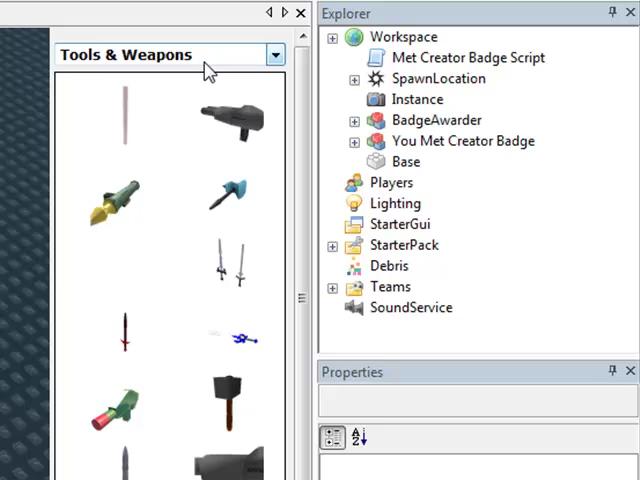 Tools & Weapons
Explorer
Workspace
Met Creator Badge Script
SpawnLocation
Instance
BadgeAwarder
You Met Creator Badge
Base
Players
Lighting
StarterGui
StarterPack
Debris
Teams
SoundService
Properties
A Z